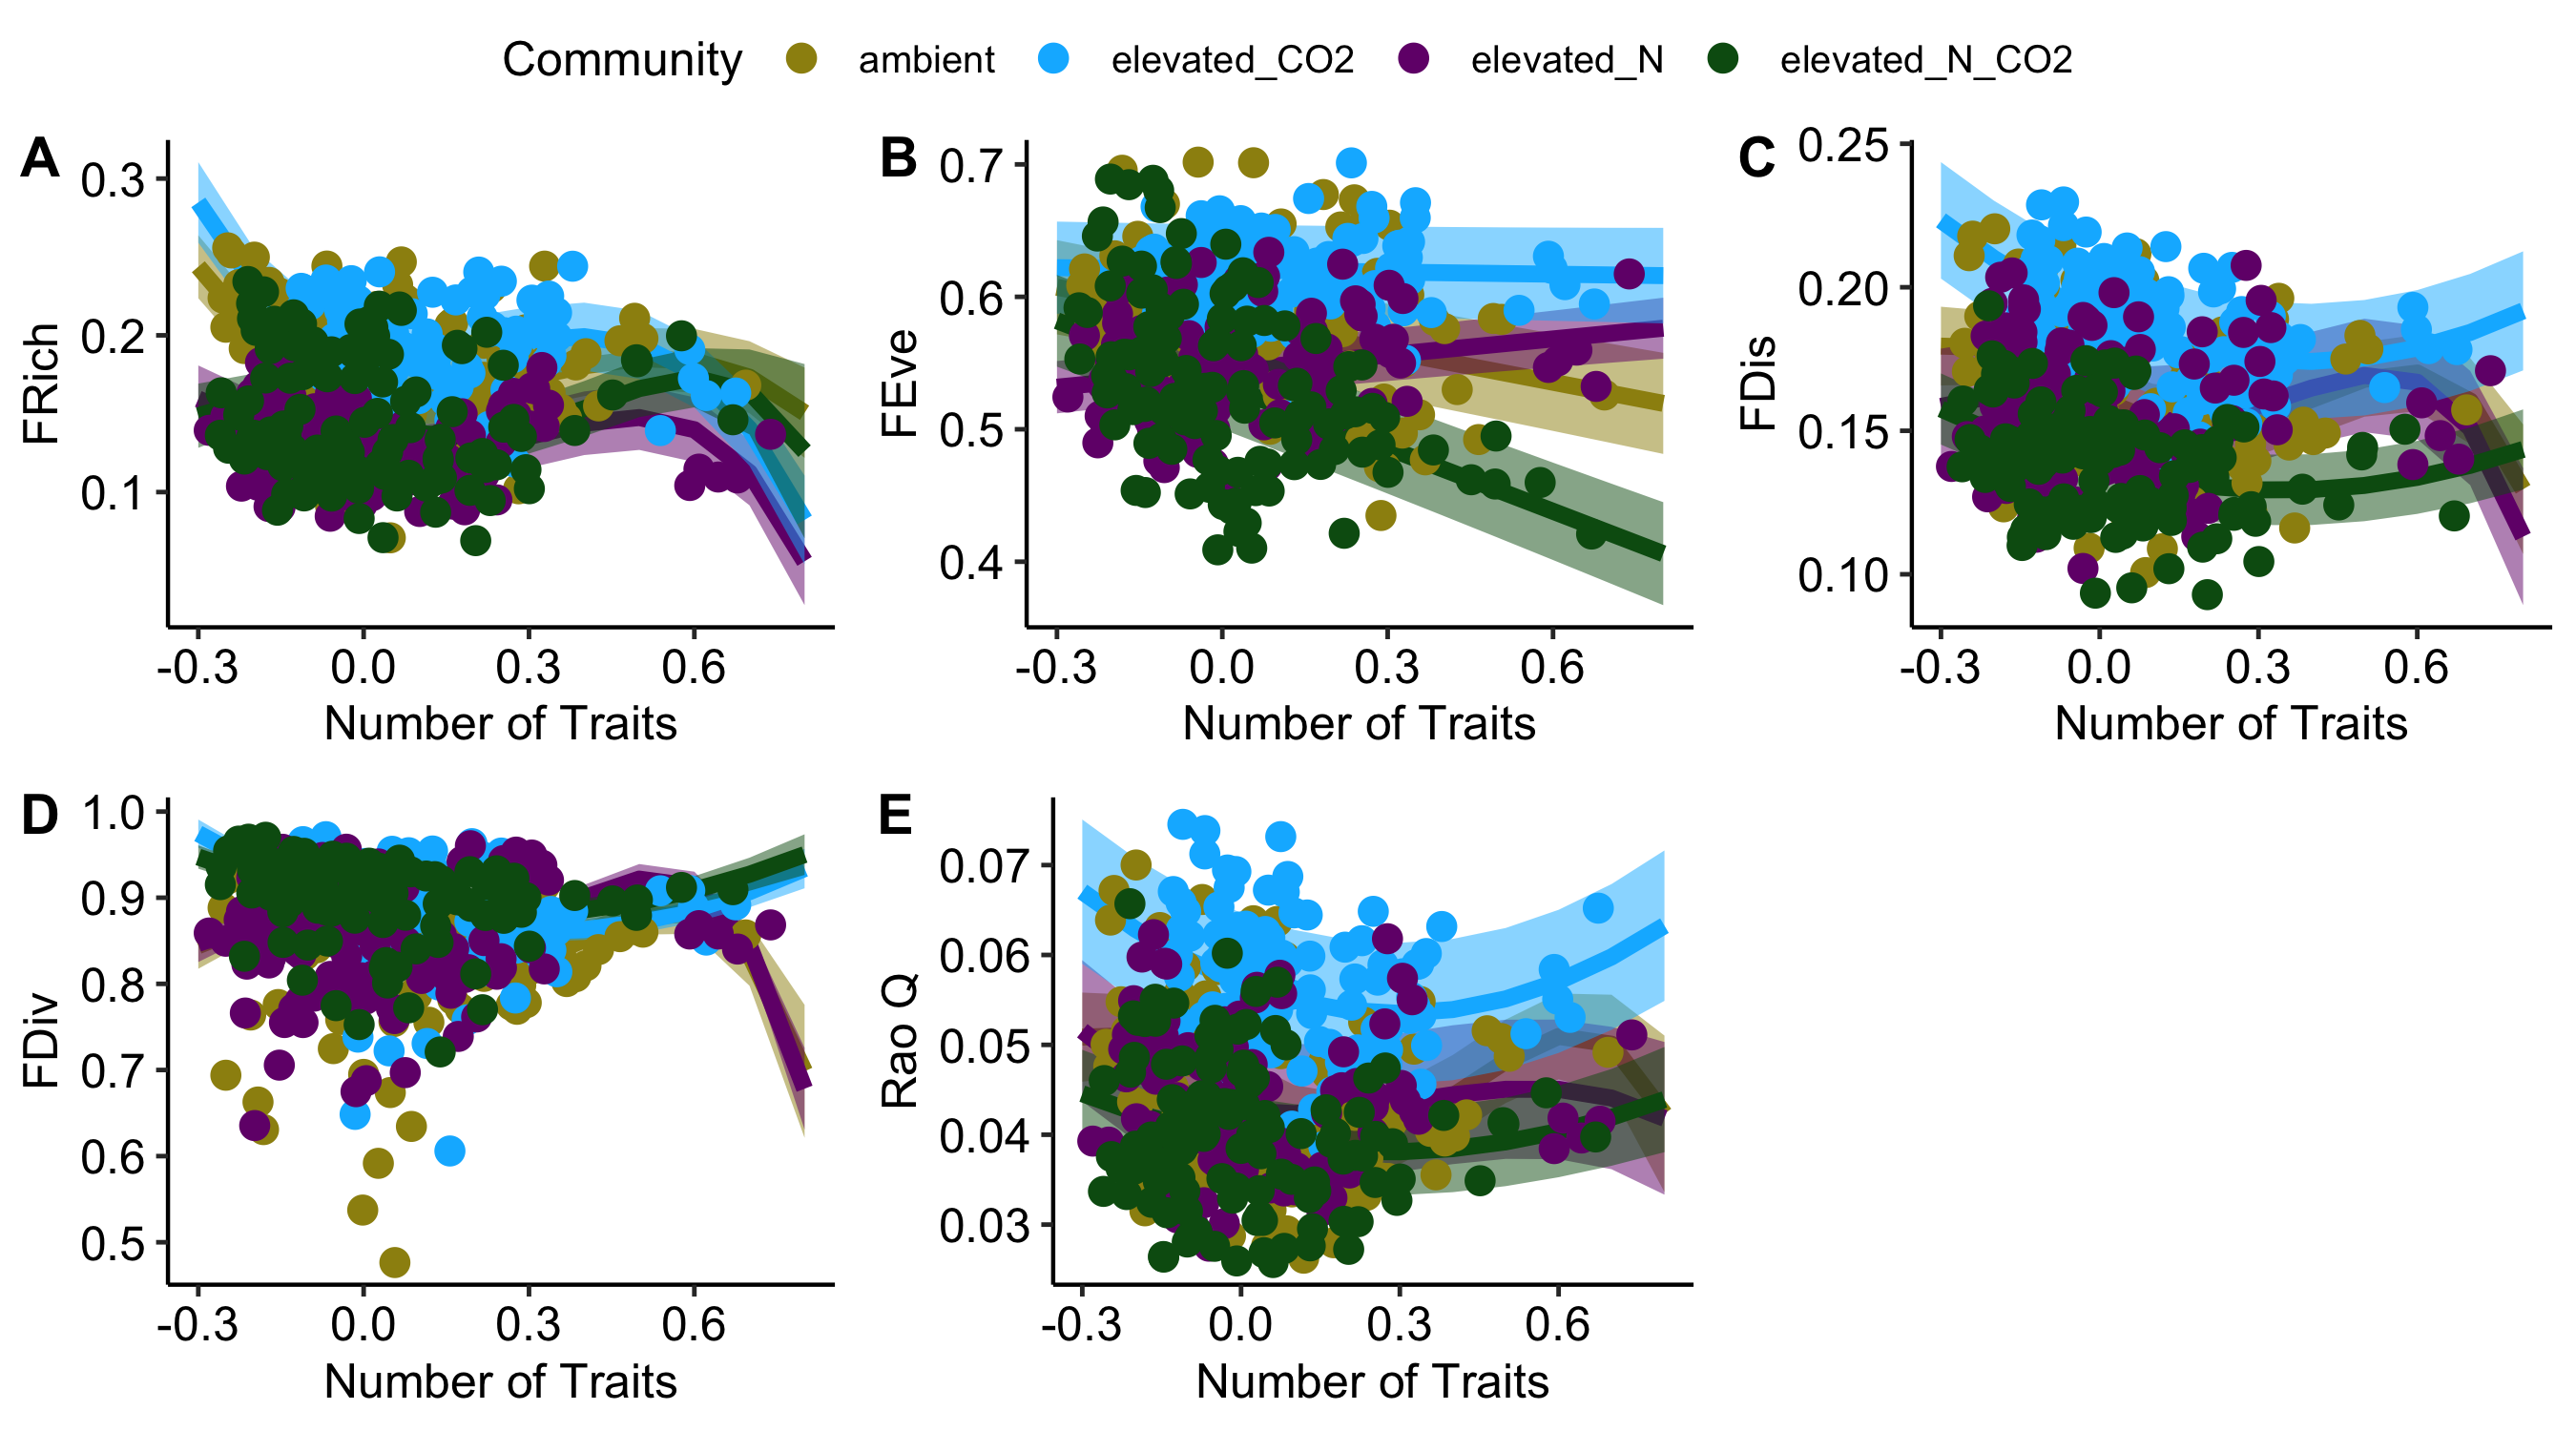 Community ambient elevated_CO2 elevated_N elevated_N_CO2
A
0.3
0.2
0.1
FRich
-0.3 0.0 0.3 0.6
Number of Traits
B
0.7
0.6
0.5
0.4
FEve
-0.3 0.0 0.3 0.6
Number of Traits
C
0.25
0.20
0.15
0.10
FDis
-0.3 0.0 0.3 0.6
Number of Traits
D
1.0
0.9
0.8
0.7
0.6
0.5
FDiv
-0.3 0.0 0.3 0.6
Number of Traits
E
0.07
0.06
0.05
0.04
0.03
Rao Q
-0.3 0.0 0.3 0.6
Number of Traits